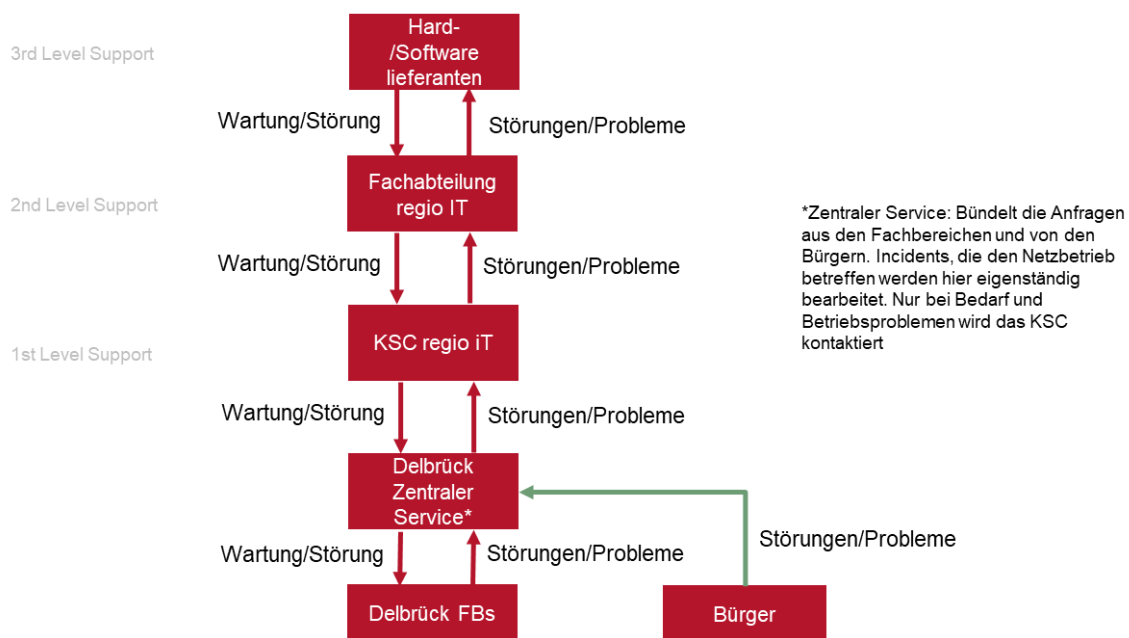 Hard-
/Software
lieferanten
3rd Level Support
Wartung/Störung
Störungen/Probleme
Fachabteilung
regio IT
2nd Level Support
*Zentraler Service: Bündelt die Anfragen
aus den Fachbereichen und von den
Bürgern. Incidents, die den Netzbetrieb
betreffen werden hier eigenständig
bearbeitet. Nur bei Bedarf und
Betriebsproblemen wird das KSC
kontaktiert
Wartung/Störung
Störungen/Probleme
KSC regio iT
1st Level Support
Wartung/Störung
Störungen/Probleme
Delbrück
Zentraler
Service*
Wartung/Störung
Störungen/Probleme
Störungen/Probleme
Delbrück FBs
Bürger